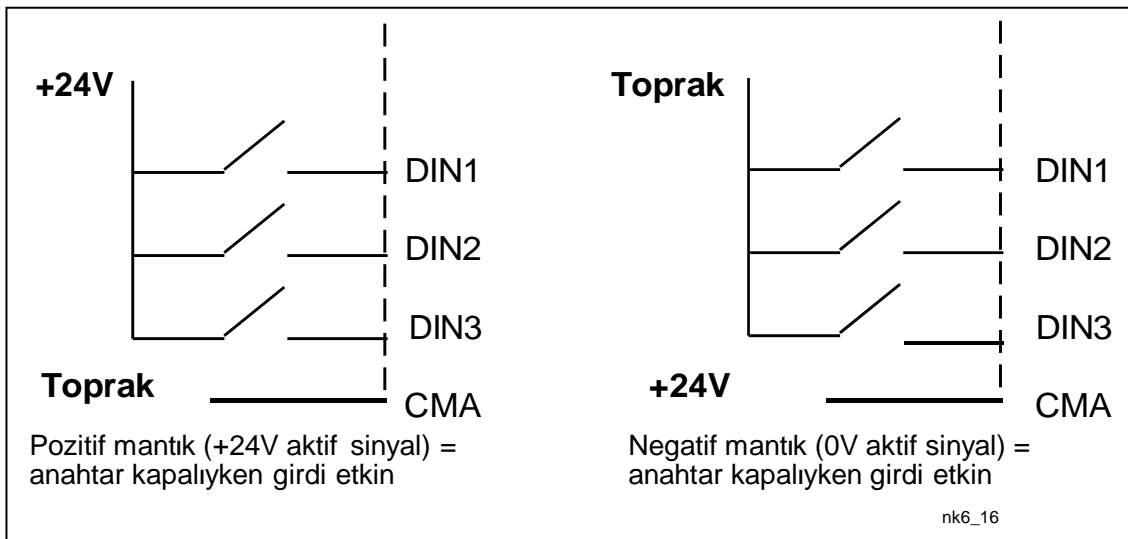 +24V
DIN1
DIN2
DIN3
Toprak
CMA
Pozitif mantık (+24V aktif sinyal) =
anahtar kapalıyken girdi etkin
Toprak
DIN1
DIN2
DIN3
+24V
CMA
Negatif mantık (0V aktif sinyal) =
anahtar kapalıyken girdi etkin
nk6_16